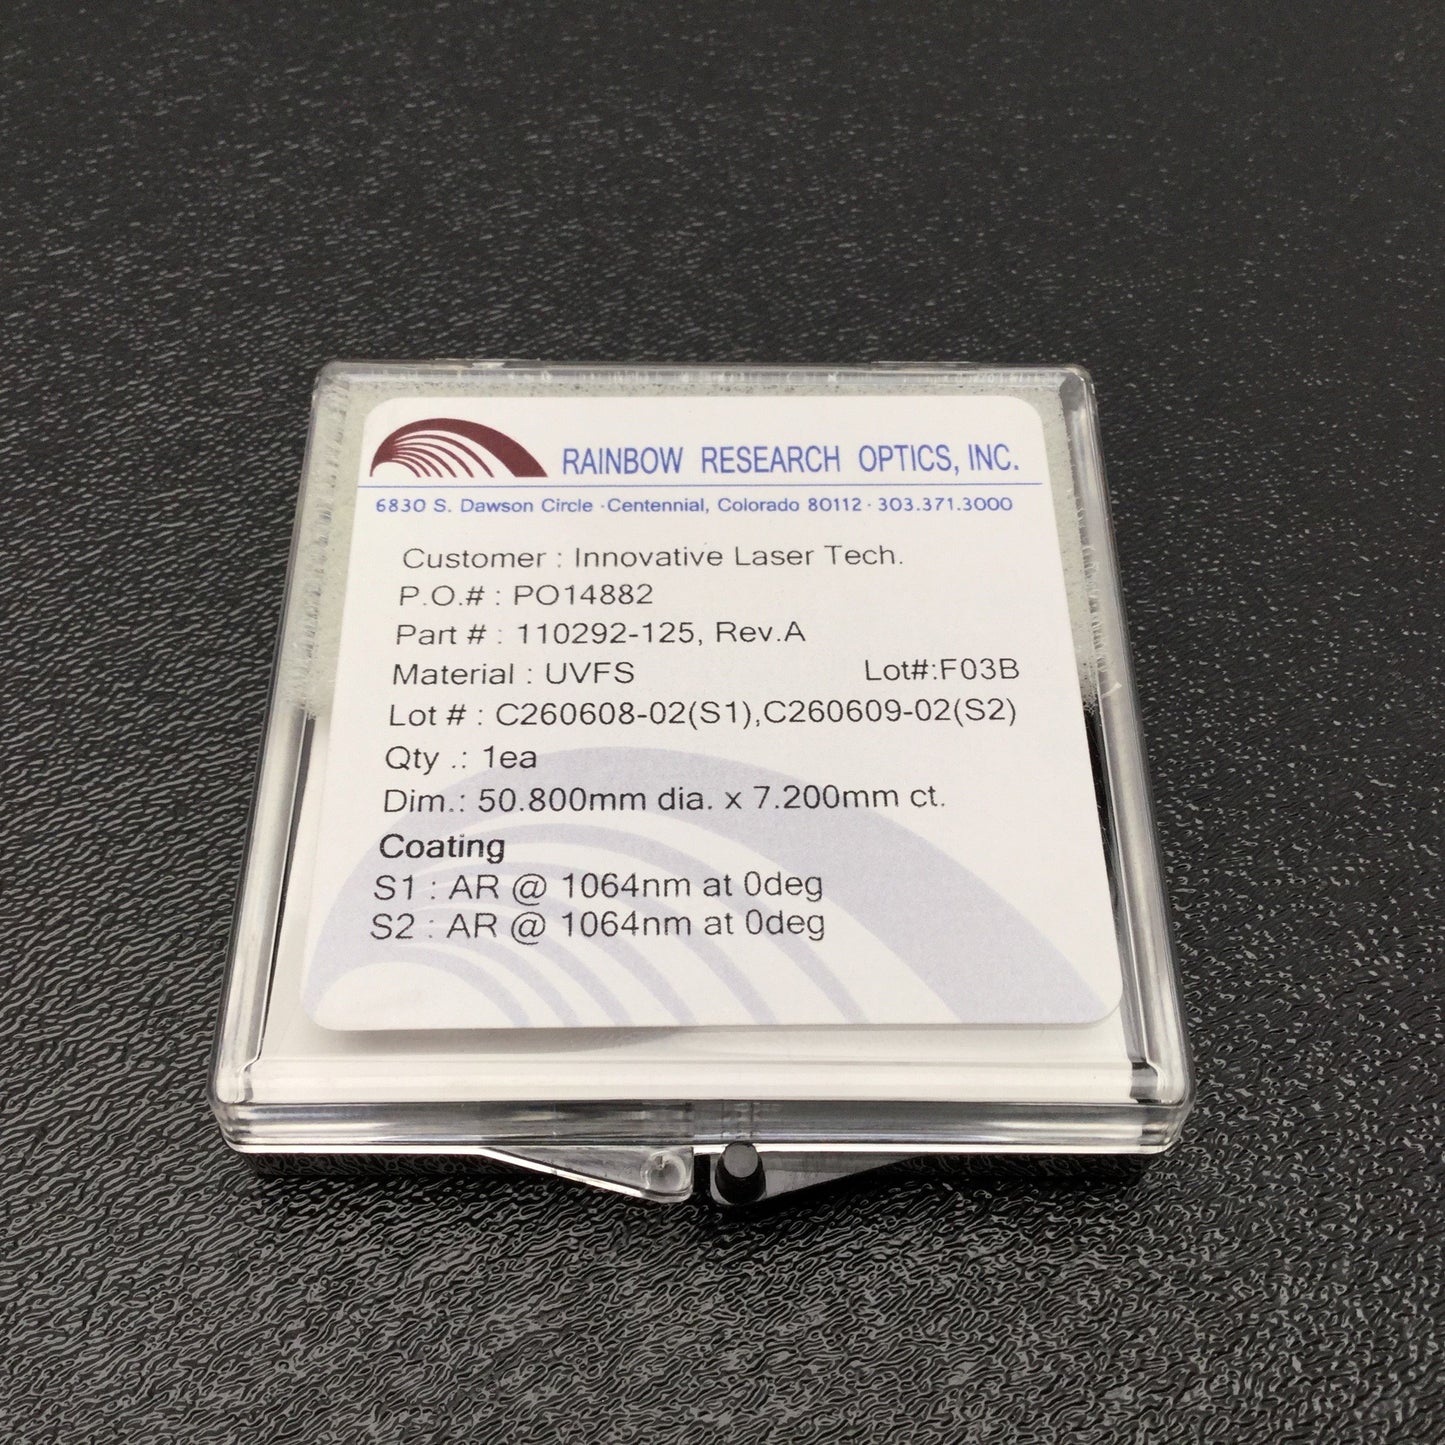 RAINBOW RESEARCH OPTICS, INC.
6830 S. Dawson Circle ·Centennial, Colorado 80112 · 303.371.3000
Customer : Innovative Laser Tech.
P.O.# : PO14882
Part # : 110292-125, Rev.A
Material : UVFS Lot#:F03B
Lot # : C260608-02(S1),C260609-02(S2)
Qty .: 1ea
Dim.: 50.800mm dia. x 7.200mm ct.
Coating
S1 : AR @ 1064nm at 0deg
S2 : AR @ 1064nm at 0deg